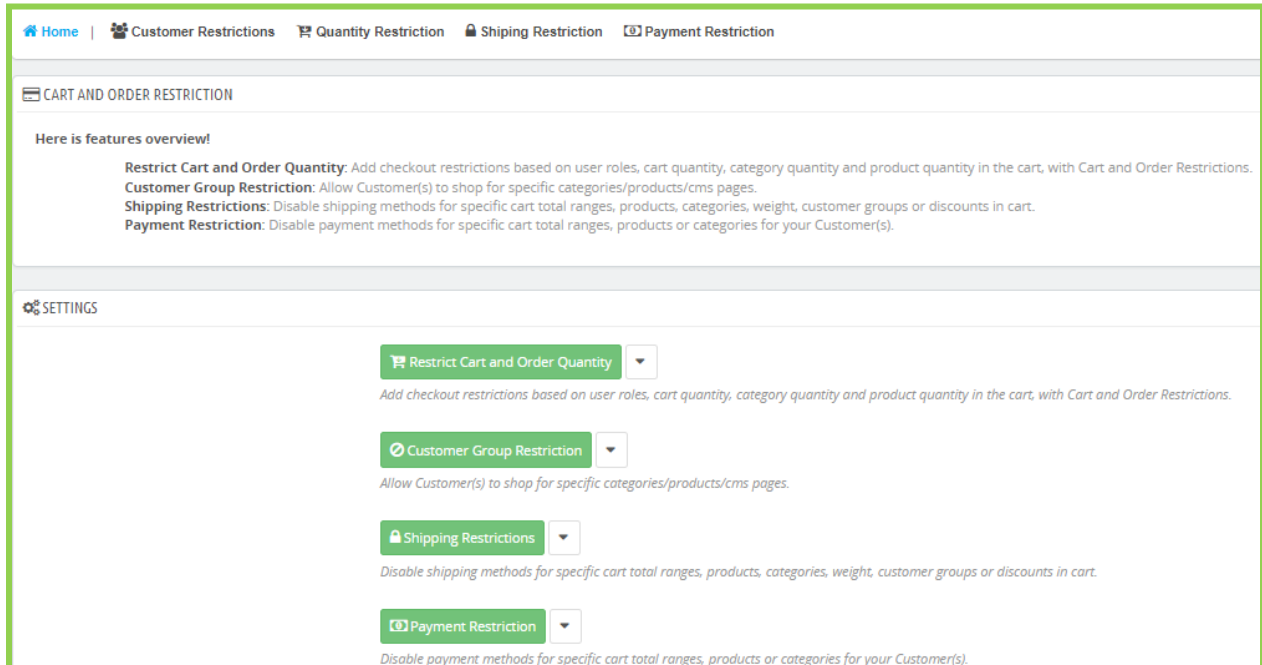 Home | Customer Restrictions Quantity Restriction Shiping Restriction Payment Restriction
CART AND ORDER RESTRICTION
Here is features overview!
Restrict Cart and Order Quantity: Add checkout restrictions based on user roles, cart quantity, category quantity and product quantity in the cart, with Cart and Order Restrictions.
Customer Group Restriction: Allow Customer(s) to shop for specific categories/products/cms pages.
Shipping Restrictions: Disable shipping methods for specific cart total ranges, products, categories, weight, customer groups or discounts in cart.
Payment Restriction: Disable payment methods for specific cart total ranges, products or categories for your Customer(s).
SETTINGS
Restrict Cart and Order Quantity
Add checkout restrictions based on user roles, cart quantity, category quantity and product quantity in the cart, with Cart and Order Restrictions.
Customer Group Restriction
Allow Customer(s) to shop for specific categories/products/cms pages.
Shipping Restrictions
Disable shipping methods for specific cart total ranges, products, categories, weight, customer groups or discounts in cart.
Payment Restriction
Disable payment methods for specific cart total ranges, products or categories for your Customer(s).